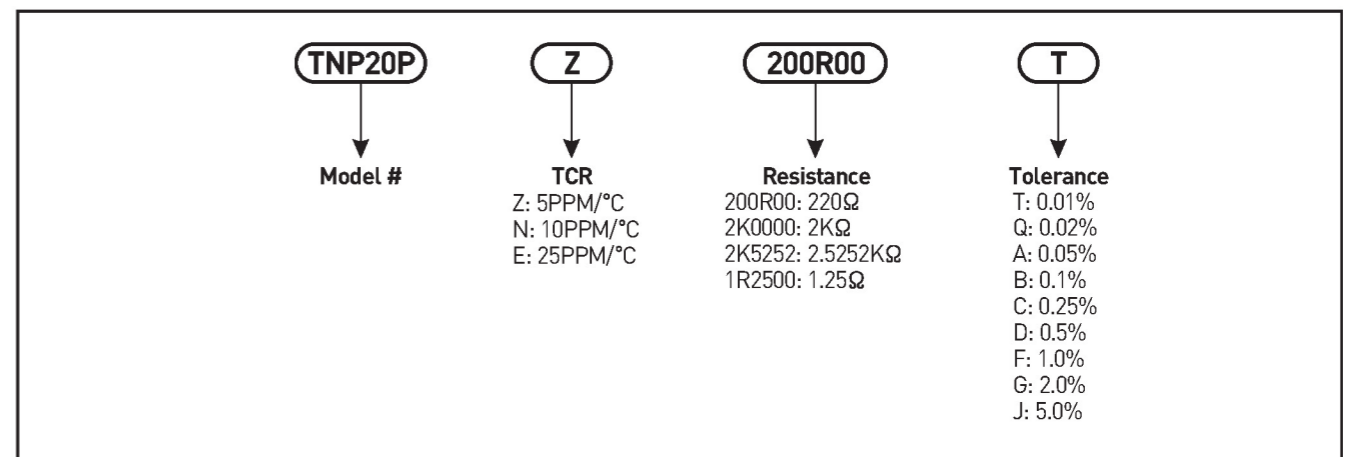 TNP20P Z 200R00 T
Model #
TCR
Z: 5PPM/°C
N: 10PPM/°C
E: 25PPM/°C
Resistance
200R00: 220Ω
2K0000: 2KΩ
2K5252: 2.5252KΩ
1R2500: 1.25Ω
Tolerance
T: 0.01%
Q: 0.02%
A: 0.05%
B: 0.1%
C: 0.25%
D: 0.5%
F: 1.0%
G: 2.0%
J: 5.0%